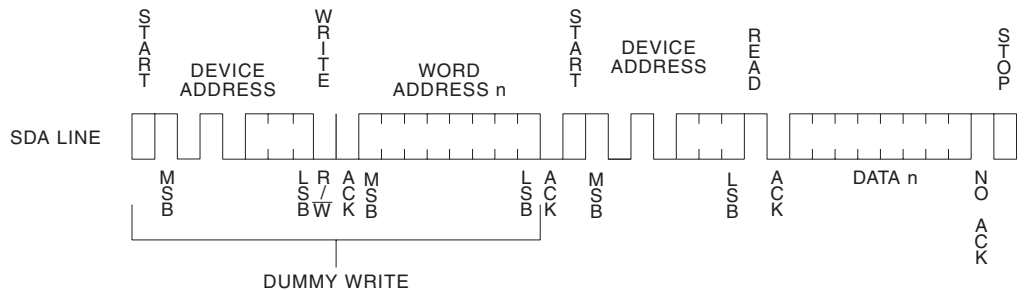 START
WRITE
START
READ
STOP
DEVICE
ADDRESS
WORD
ADDRESS n
DEVICE
ADDRESS
SDA LINE
MSB
LSB
R/W
ACK
MSB
LSB
ACK
MSB
LSB
ACK
DATA n
NO ACK
DUMMY WRITE